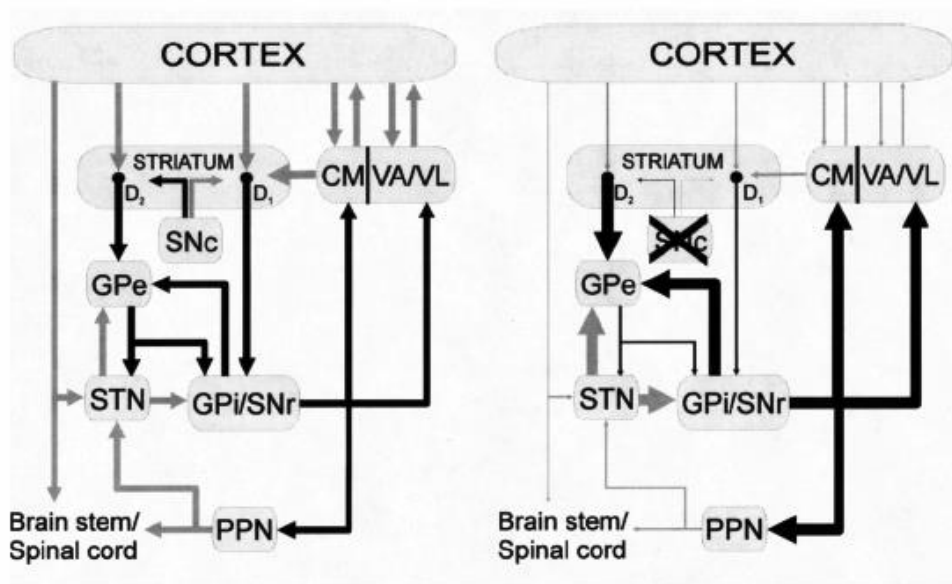 CORTEX
STRIATUM
D2
D1
CM VA/VL
SNc
GPe
STN
GPi/SNr
Brain stem/
Spinal cord
PPN
CORTEX
STRIATUM
D2
D1
CM VA/VL
SNc
GPe
STN
GPi/SNr
Brain stem/
Spinal cord
PPN